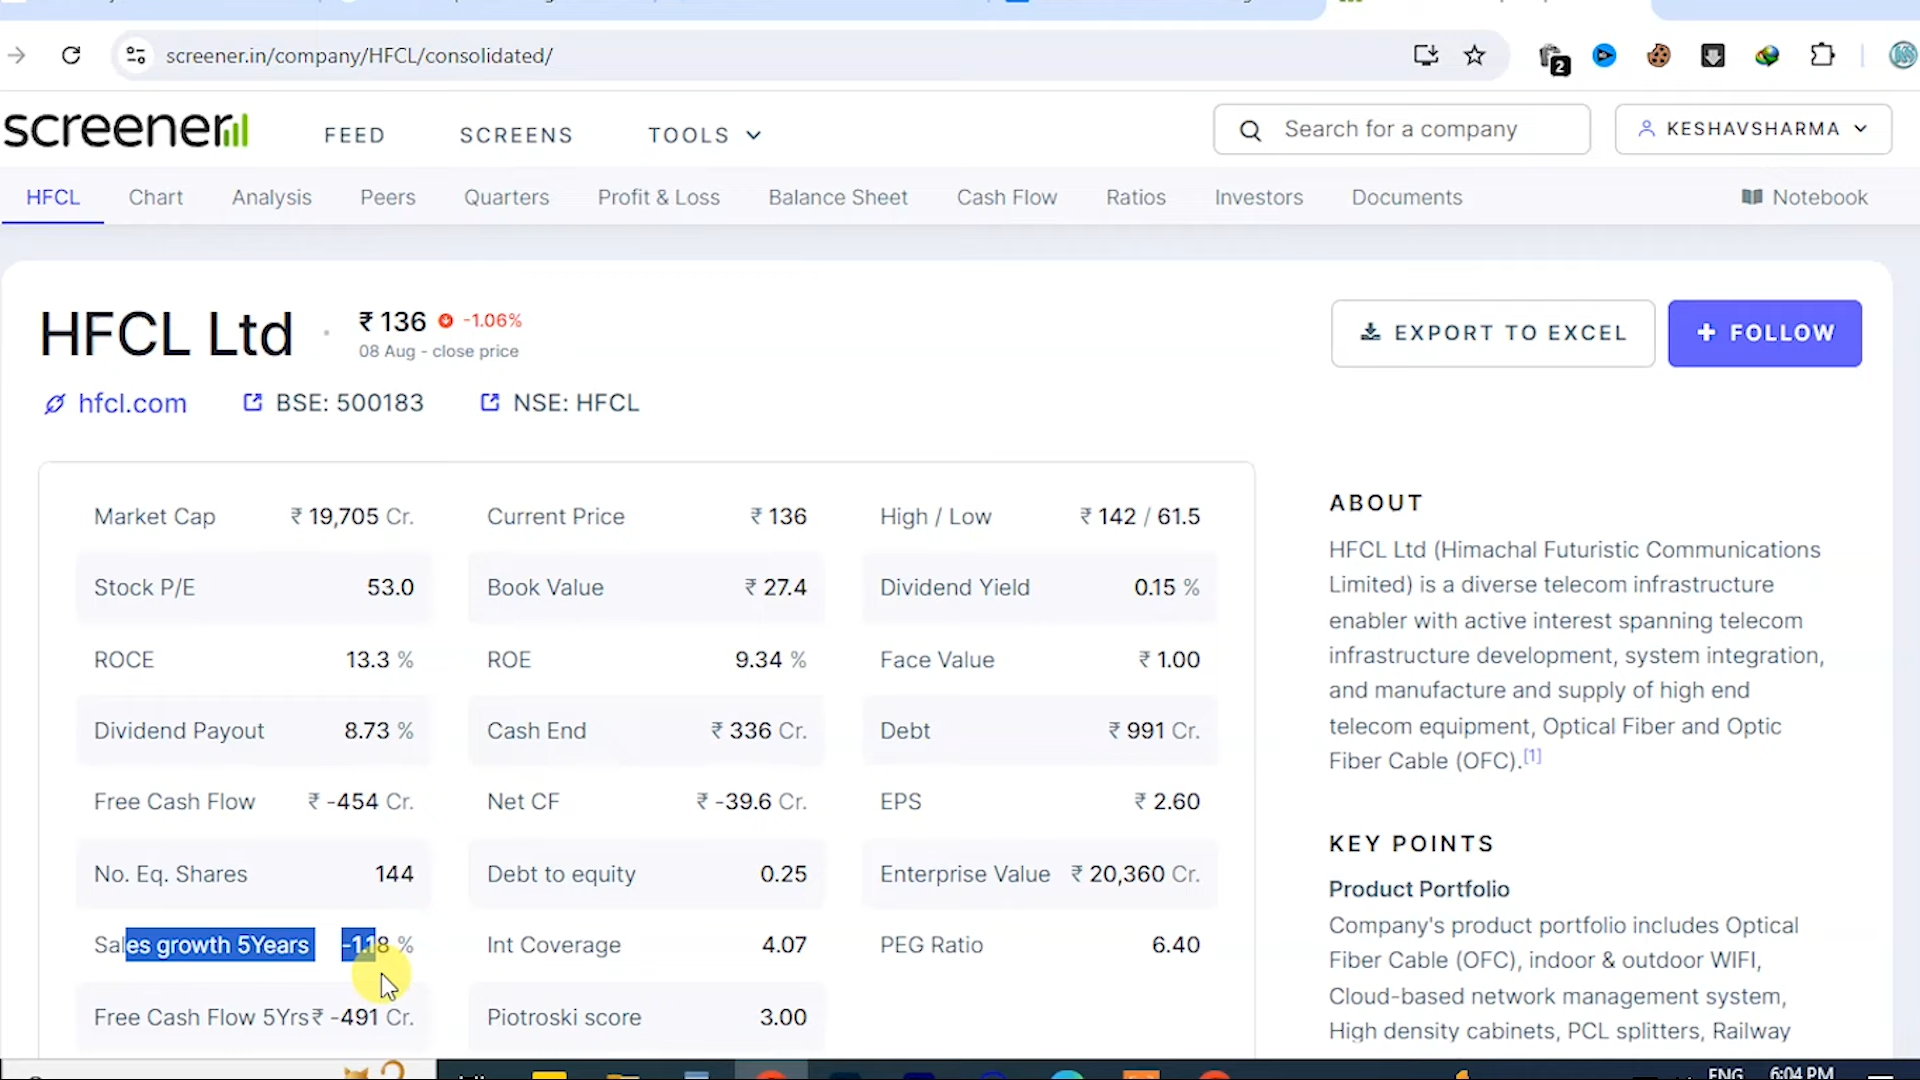 screener.in/company/HFCL/consolidated/
2
screener
FEED
SCREENS
TOOLS
Search for a company
KESHAVSHARMA
HFCL
Chart
Analysis
Peers
Quarters
Profit & Loss
Balance Sheet
Cash Flow
Ratios
Investors
Documents
Notebook
HFCL Ltd
₹ 136 -1.06%
08 Aug - close price
EXPORT TO EXCEL
+ FOLLOW
hfcl.com
BSE: 500183
NSE: HFCL
Market Cap ₹ 19,705 Cr.
Current Price ₹ 136
High / Low ₹ 142 / 61.5
Stock P/E 53.0
Book Value ₹ 27.4
Dividend Yield 0.15 %
ROCE 13.3 %
ROE 9.34 %
Face Value ₹ 1.00
Dividend Payout 8.73 %
Cash End ₹ 336 Cr.
Debt ₹ 991 Cr.
Free Cash Flow ₹ -454 Cr.
Net CF ₹ -39.6 Cr.
EPS ₹ 2.60
No. Eq. Shares 144
Debt to equity 0.25
Enterprise Value ₹ 20,360 Cr.
Sales growth 5Years -1.18 %
Int Coverage 4.07
PEG Ratio 6.40
Free Cash Flow 5Yrs ₹ -491 Cr.
Piotroski score 3.00
ABOUT
HFCL Ltd (Himachal Futuristic Communications
Limited) is a diverse telecom infrastructure
enabler with active interest spanning telecom
infrastructure development, system integration,
and manufacture and supply of high end
telecom equipment, Optical Fiber and Optic
Fiber Cable (OFC).[1]
KEY POINTS
Product Portfolio
Company's product portfolio includes Optical
Fiber Cable (OFC), indoor & outdoor WIFI,
Cloud-based network management system,
High density cabinets, PCL splitters, Railway
ENG
6:04 PM